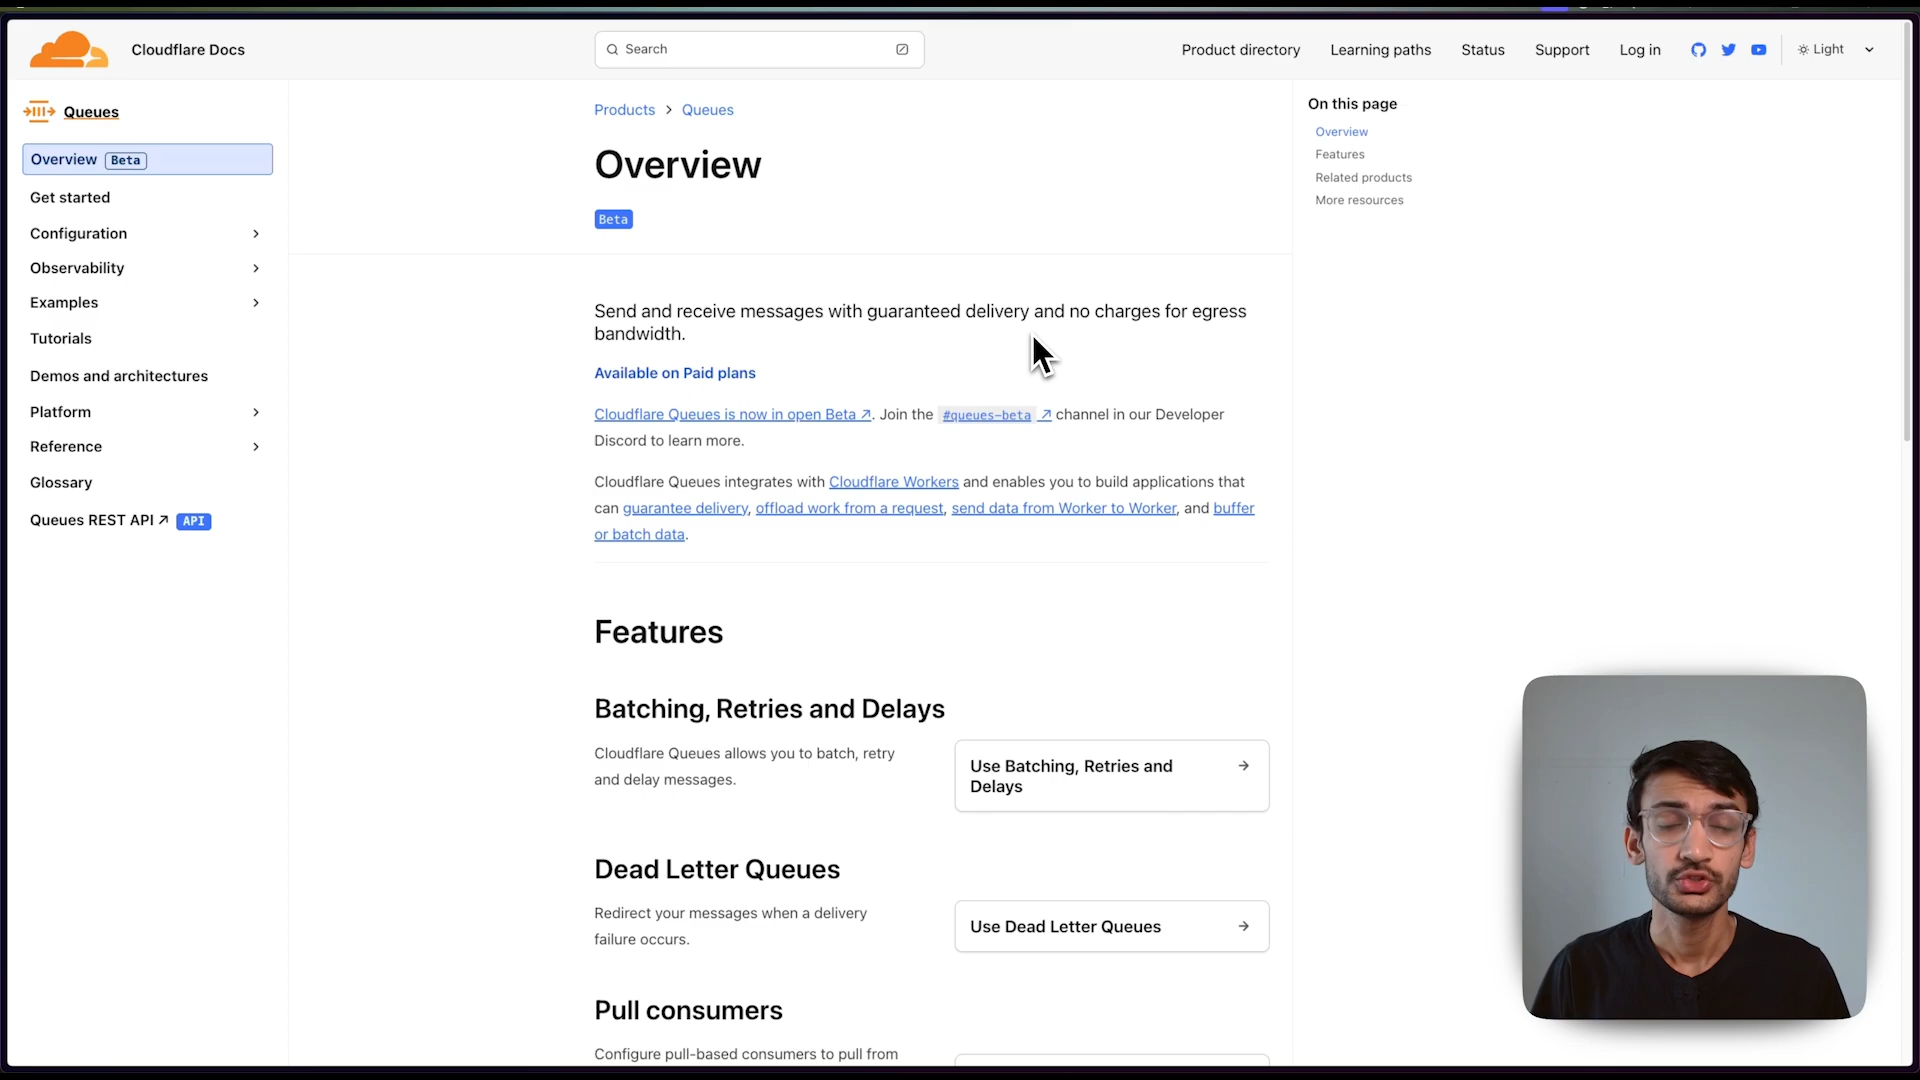 Cloudflare Docs
Search
Product directory
Learning paths
Status
Support
Log in
Light
Queues
Overview Beta
Get started
Configuration
Observability
Examples
Tutorials
Demos and architectures
Platform
Reference
Glossary
Queues REST API ↗ API
Products > Queues
Overview
Beta
Send and receive messages with guaranteed delivery and no charges for egress
bandwidth.
Available on Paid plans
Cloudflare Queues is now in open Beta ↗. Join the #queues-beta ↗ channel in our Developer
Discord to learn more.
Cloudflare Queues integrates with Cloudflare Workers and enables you to build applications that
can guarantee delivery, offload work from a request, send data from Worker to Worker, and buffer
or batch data.
Features
Batching, Retries and Delays
Cloudflare Queues allows you to batch, retry
and delay messages.
Use Batching, Retries and
Delays
Dead Letter Queues
Redirect your messages when a delivery
failure occurs.
Use Dead Letter Queues
Pull consumers
Configure pull-based consumers to pull from
On this page
Overview
Features
Related products
More resources